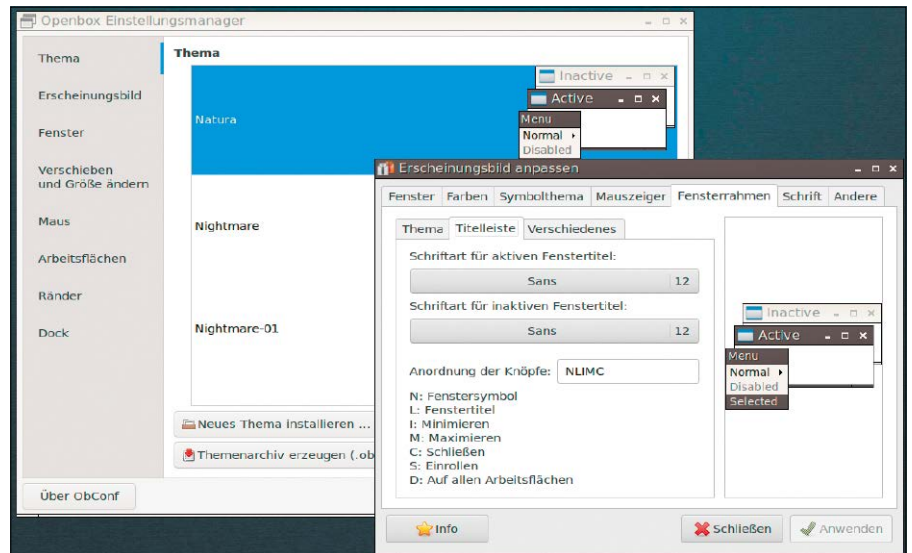 Openbox Einstellungsmanager
Thema
Erscheinungsbild
Fenster
Verschieben
und Größe ändern
Maus
Arbeitsflächen
Ränder
Dock
Über ObConf
Thema
Natura
Inactive
Active
Menu
Normal
Disabled
Nightmare
Nightmare-01
Neues Thema installieren ...
Themenarchiv erzeugen (.ob
Erscheinungsbild anpassen
Fenster Farben Symbolthema Mauszeiger Fensterrahmen Schrift Andere
Thema Titelleiste Verschiedenes
Schriftart für aktiven Fenstertitel:
Sans 12
Schriftart für inaktiven Fenstertitel:
Sans 12
Anordnung der Knöpfe: NLIMC
N: Fenstersymbol
L: Fenstertitel
I: Minimieren
M: Maximieren
C: Schließen
S: Einrollen
D: Auf allen Arbeitsflächen
Inactive
Active
Menu
Normal
Disabled
Selected
Info
Schließen
Anwenden